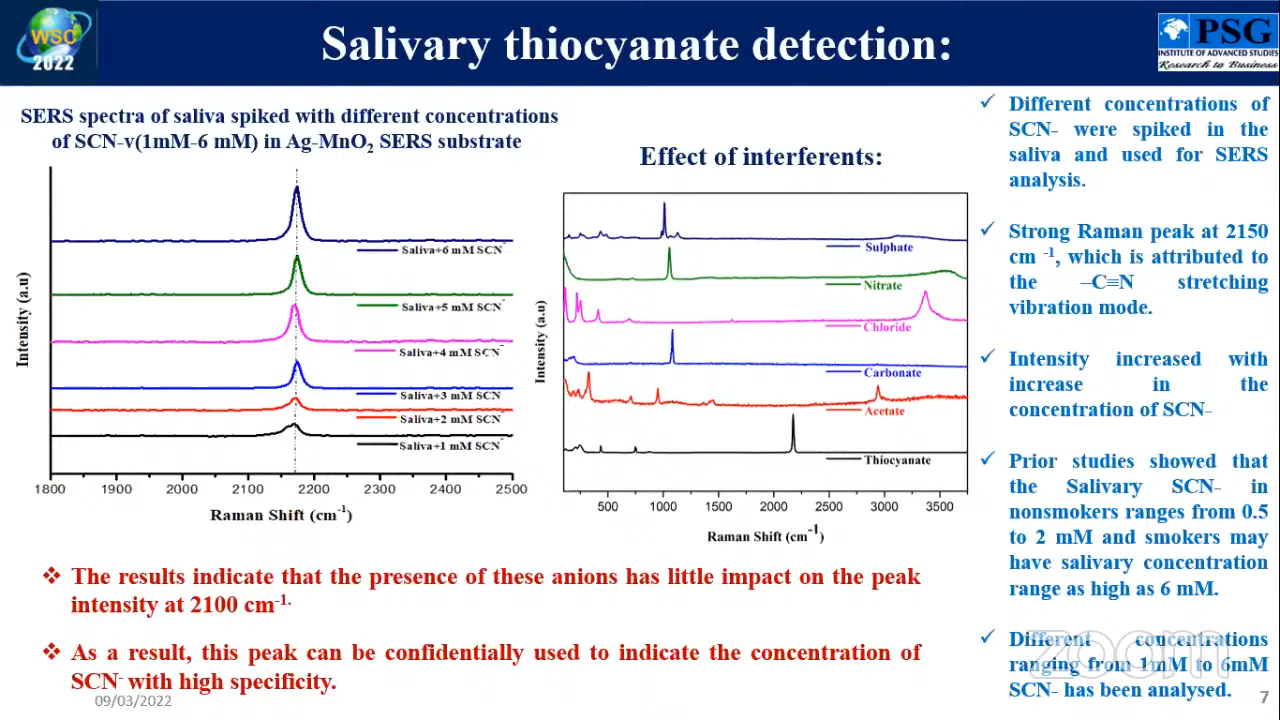 WSC
2022
Salivary thiocyanate detection:
PSG
INSTITUTE OF ADVANCED STUDIES
Research to Business
SERS spectra of saliva spiked with different concentrations
of SCN-v(1mM-6 mM) in Ag-MnO2 SERS substrate
Intensity (a.u)
Saliva+6 mM SCN-
Saliva+5 mM SCN-
Saliva+4 mM SCN-
Saliva+3 mM SCN-
Saliva+2 mM SCN-
Saliva+1 mM SCN-
1800 1900 2000 2100 2200 2300 2400 2500
Raman Shift (cm-1)
Effect of interferents:
Intensity (a.u)
Sulphate
Nitrate
Chloride
Carbonate
Acetate
Thiocyanate
500 1000 1500 2000 2500 3000 3500
Raman Shift (cm-1)
✓ Different concentrations of
SCN- were spiked in the
saliva and used for SERS
analysis.
✓ Strong Raman peak at 2150
cm -1, which is attributed to
the –C≡N stretching
vibration mode.
✓ Intensity increased with
increase in the
concentration of SCN-
✓ Prior studies showed that
the Salivary SCN- in
nonsmokers ranges from 0.5
to 2 mM and smokers may
have salivary concentration
range as high as 6 mM.
✓ Different concentrations
ranging from 1mM to 6mM
SCN- has been analysed.
❖ The results indicate that the presence of these anions has little impact on the peak
intensity at 2100 cm-1.
❖ As a result, this peak can be confidentially used to indicate the concentration of
SCN- with high specificity.
09/03/2022
zoom
7